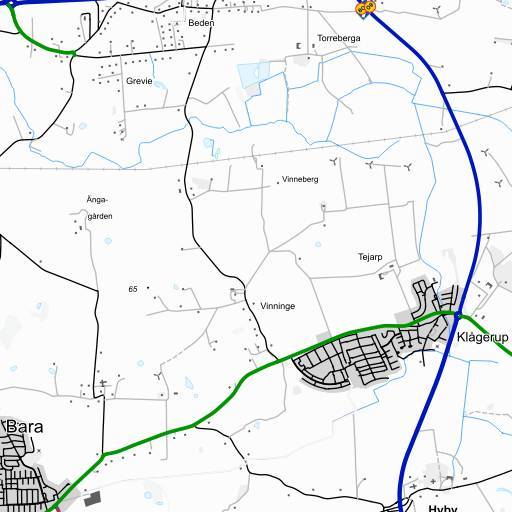 Beden
Torreberga
Grevie
Vinneberg
Änga-
gården
Tejarp
65
Vinninge
Klågerup
Bara
Hyby